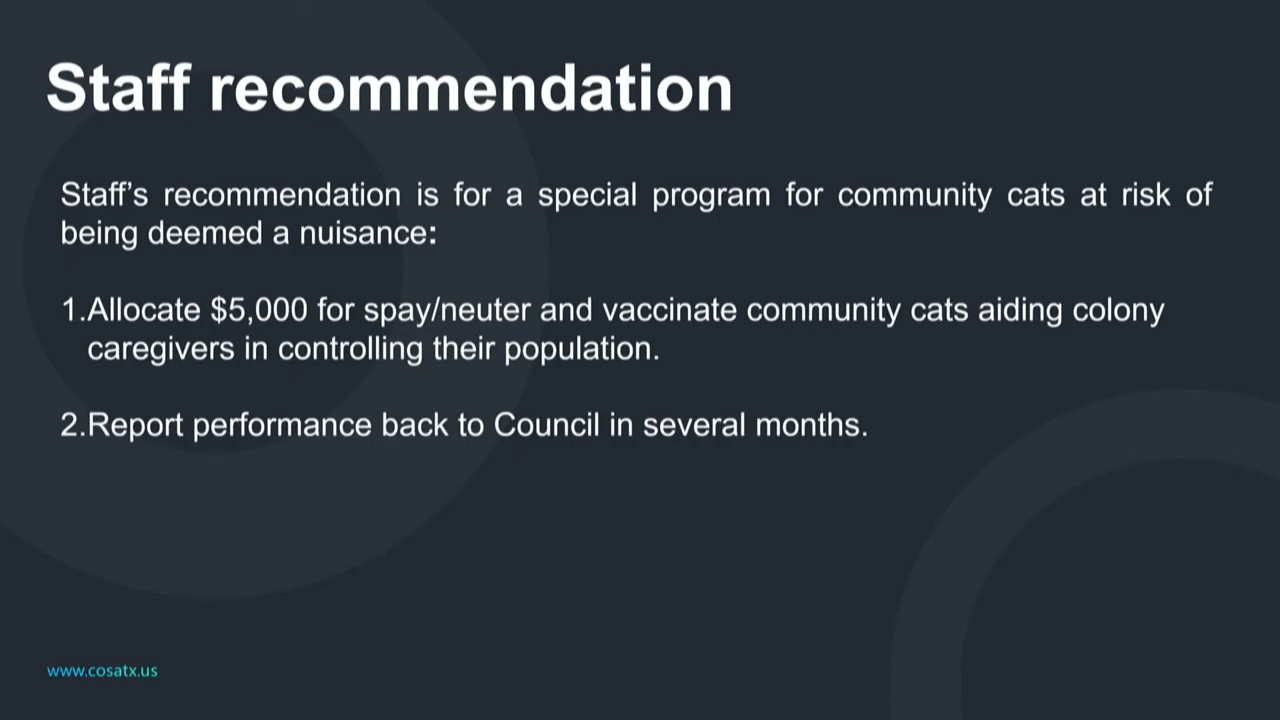 Staff recommendation
Staff’s recommendation is for a special program for community cats at risk of
being deemed a nuisance:
1.Allocate $5,000 for spay/neuter and vaccinate community cats aiding colony
caregivers in controlling their population.
2.Report performance back to Council in several months.
www.cosatx.us